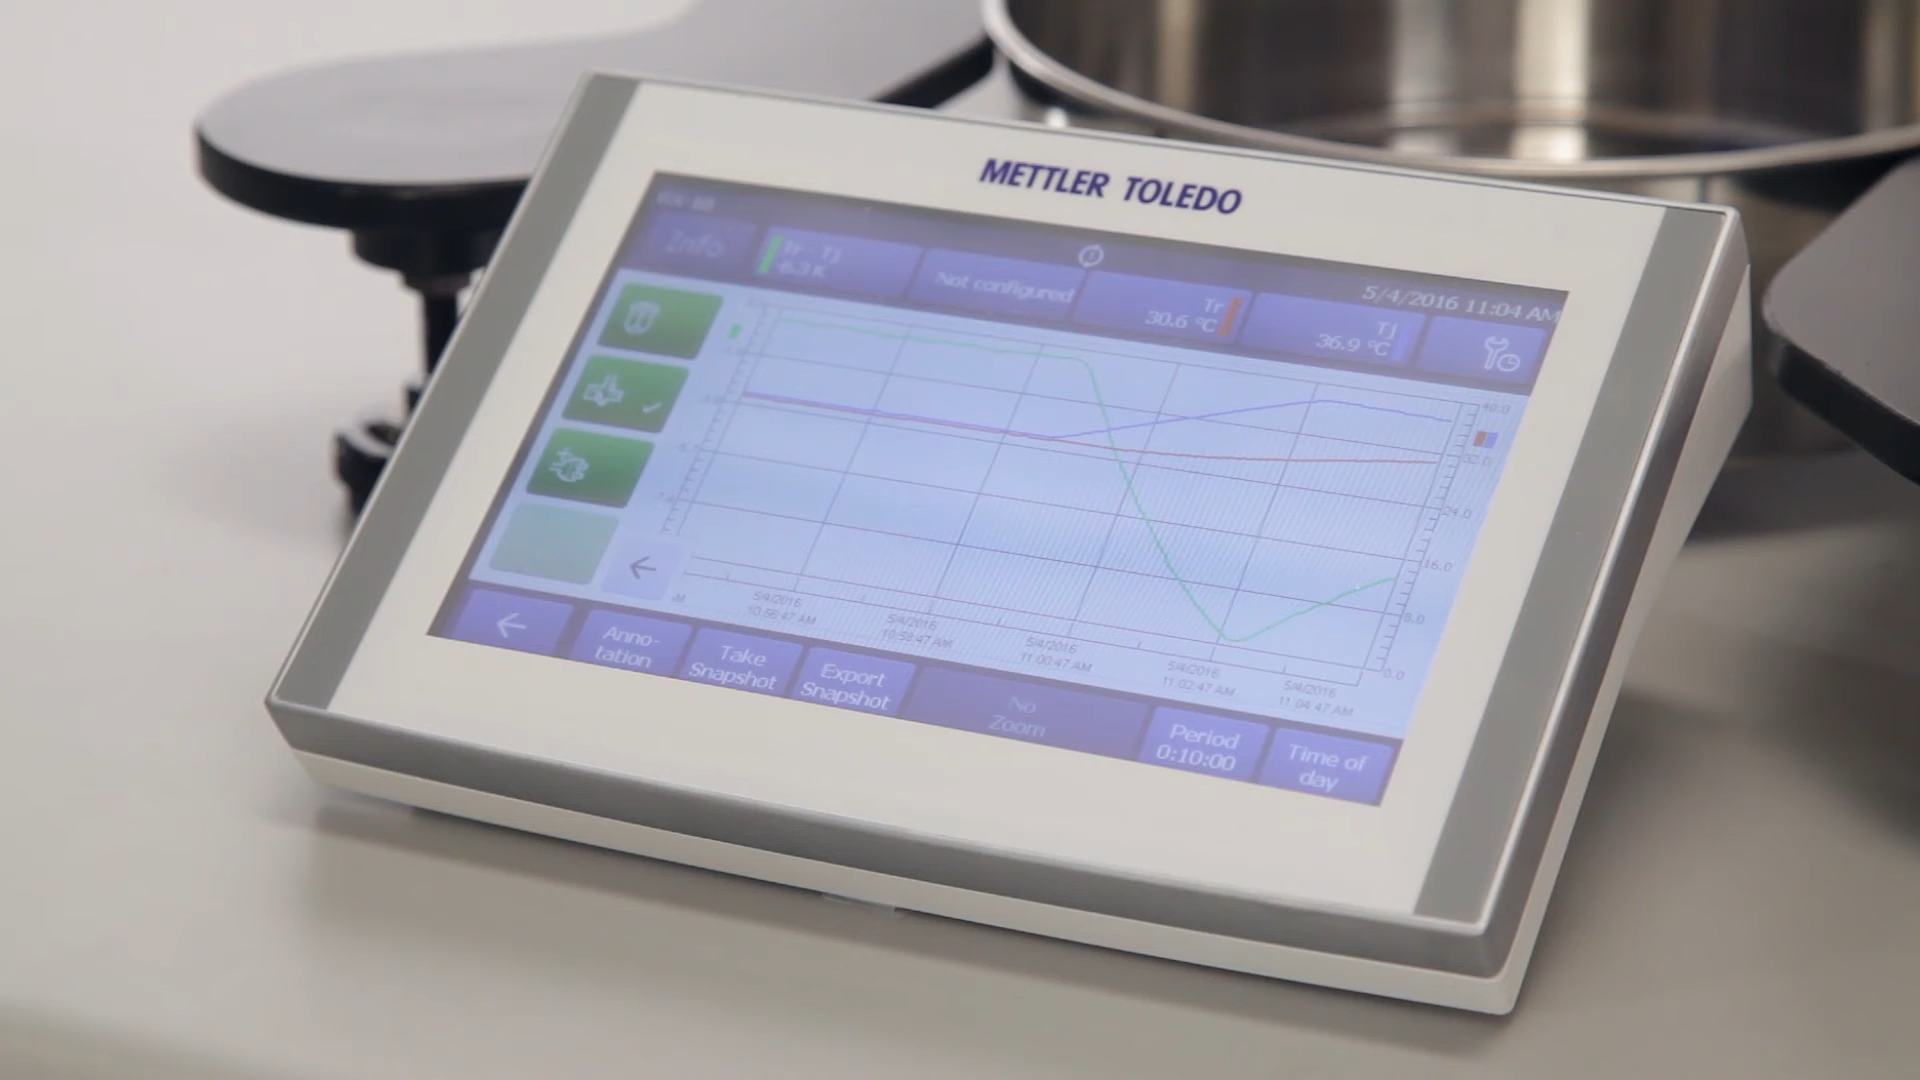 METTLER TOLEDO
Info
Tr - Tj
-6.3 K
Not configured
5/4/2016 11:04 AM
Tr
30.6 °C
Tj
36.9 °C
40.0
32.0
24.0
16.0
8.0
0.0
5/4/2016
10:56:47 AM
5/4/2016
10:58:47 AM
5/4/2016
11:00:47 AM
5/4/2016
11:02:47 AM
5/4/2016
11:04:47 AM
Anno-
tation
Take
Snapshot
Export
Snapshot
No
Zoom
Period
0:10:00
Time of
day